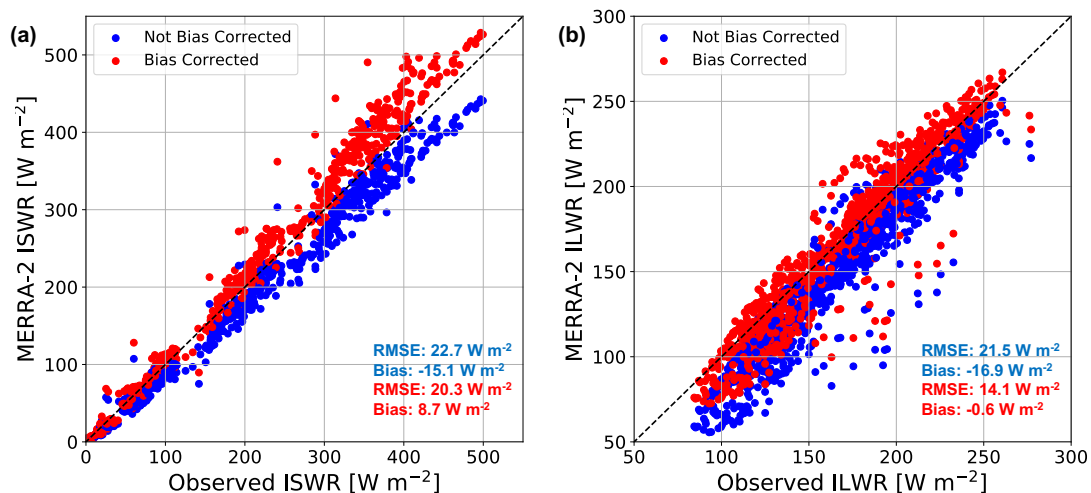 (a)
Not Bias Corrected
Bias Corrected
MERRA-2 ISWR [W m⁻²]
500
400
300
200
100
0
RMSE: 22.7 W m⁻²
Bias: -15.1 W m⁻²
RMSE: 20.3 W m⁻²
Bias: 8.7 W m⁻²
0 100 200 300 400 500
Observed ISWR [W m⁻²]
(b)
Not Bias Corrected
Bias Corrected
MERRA-2 ILWR [W m⁻²]
300
250
200
150
100
50
RMSE: 21.5 W m⁻²
Bias: -16.9 W m⁻²
RMSE: 14.1 W m⁻²
Bias: -0.6 W m⁻²
50 100 150 200 250 300
Observed ILWR [W m⁻²]